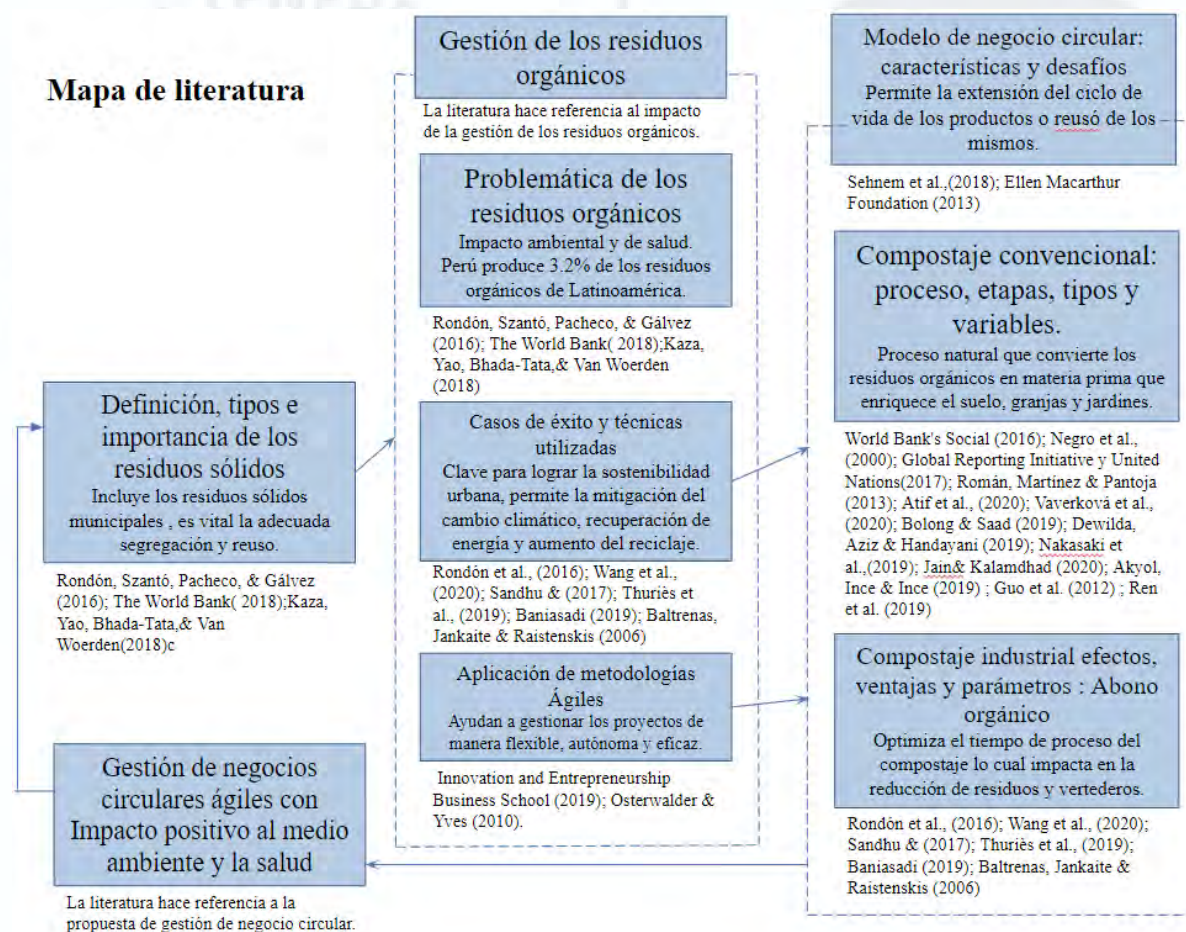 Mapa de literatura
Definición, tipos e
importancia de los
residuos sólidos
Incluye los residuos sólidos
municipales , es vital la adecuada
segregación y reuso.
Rondón, Szantó, Pacheco, & Gálvez
(2016); The World Bank( 2018);Kaza,
Yao, Bhada-Tata,& Van
Woerden(2018)c
Gestión de negocios
circulares ágiles con
Impacto positivo al medio
ambiente y la salud
La literatura hace referencia a la
propuesta de gestión de negocio circular.
Gestión de los residuos
orgánicos
La literatura hace referencia al impacto
de la gestión de los residuos orgánicos.
Problemática de los
residuos orgánicos
Impacto ambiental y de salud.
Perú produce 3.2% de los residuos
orgánicos de Latinoamérica.
Rondón, Szantó, Pacheco, & Gálvez
(2016); The World Bank( 2018);Kaza,
Yao, Bhada-Tata,& Van Woerden
(2018)
Casos de éxito y técnicas
utilizadas
Clave para lograr la sostenibilidad
urbana, permite la mitigación del
cambio climático, recuperación de
energía y aumento del reciclaje.
Rondón et al., (2016); Wang et al.,
(2020); Sandhu & (2017); Thuriès et
al., (2019); Baniasadi (2019); Baltrenas,
Jankaite & Raistenskis (2006)
Aplicación de metodologías
Ágiles
Ayudan a gestionar los proyectos de
manera flexible, autónoma y eficaz.
Innovation and Entrepreneurship
Business School (2019); Osterwalder &
Yves (2010).
Modelo de negocio circular:
características y desafíos
Permite la extensión del ciclo de
vida de los productos o reusó de los
mismos.
Sehnem et al.,(2018); Ellen Macarthur
Foundation (2013)
Compostaje convencional:
proceso, etapas, tipos y
variables.
Proceso natural que convierte los
residuos orgánicos en materia prima que
enriquece el suelo, granjas y jardines.
World Bank's Social (2016); Negro et al.,
(2000); Global Reporting Initiative y United
Nations(2017); Román, Martínez & Pantoja
(2013); Atif et al., (2020); Vaverková et al.,
(2020); Bolong & Saad (2019); Dewilda,
Aziz & Handayani (2019); Nakasaki et
al.,(2019); Jain& Kalamdhad (2020); Akyol,
Ince & Ince (2019) ; Guo et al. (2012) ; Ren
et al. (2019)
Compostaje industrial efectos,
ventajas y parámetros : Abono
orgánico
Optimiza el tiempo de proceso del
compostaje lo cual impacta en la
reducción de residuos y vertederos.
Rondón et al., (2016); Wang et al., (2020);
Sandhu & (2017); Thuriès et al., (2019);
Baniasadi (2019); Baltrenas, Jankaite &
Raistenskis (2006)